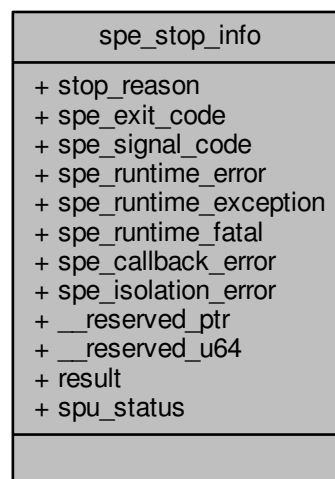 spe_stop_info
+ stop_reason
+ spe_exit_code
+ spe_signal_code
+ spe_runtime_error
+ spe_runtime_exception
+ spe_runtime_fatal
+ spe_callback_error
+ spe_isolation_error
+ __reserved_ptr
+ __reserved_u64
+ result
+ spu_status